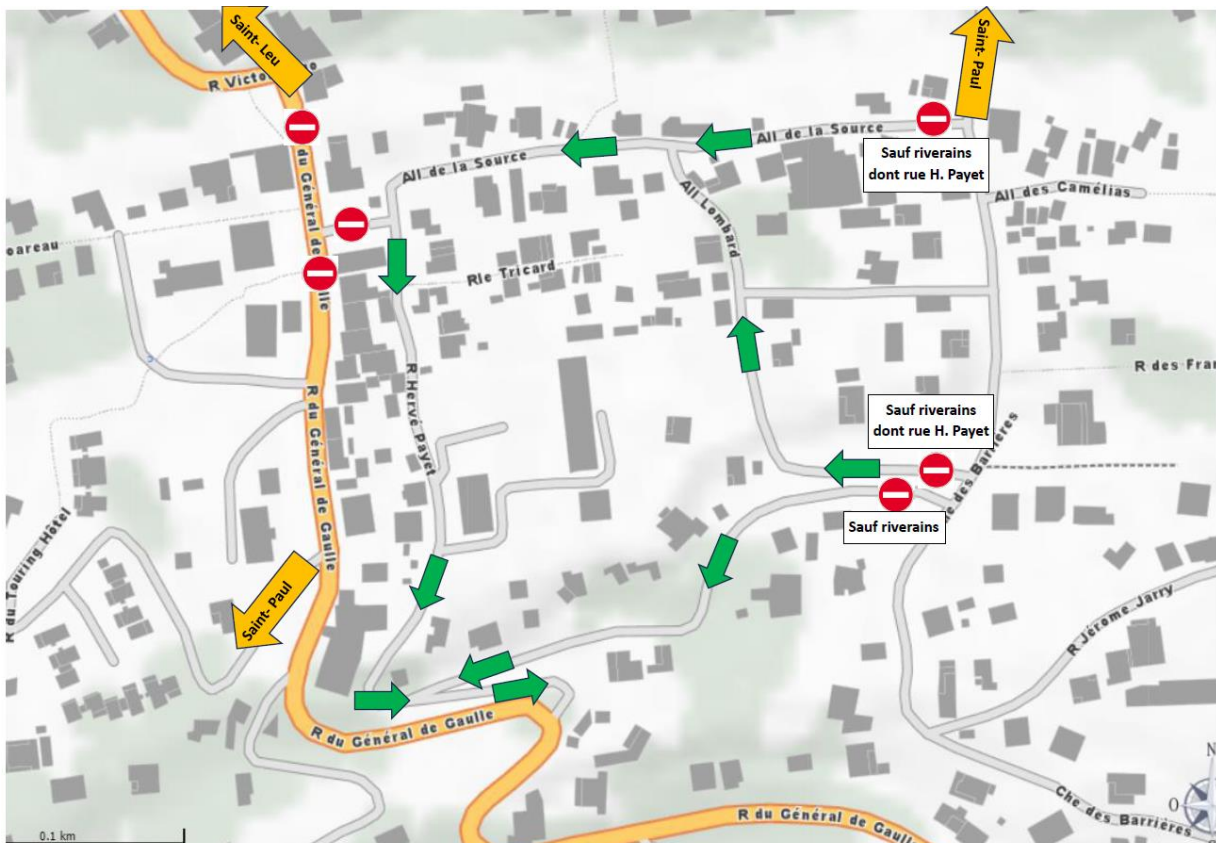 Saint- Leu
Saint-Paul
R Victo
All de la Source
Sauf riverains
dont rue H. Payet
All de la Source
All des Camélias
All Lombard
du Général de
lle
oareau
Rle Tricard
R des Fran
R Hervé Payet
R du Général de Gaulle
Sauf riverains
dont rue H. Payet
Barrières
Sauf riverains
R du Touring Hôtel
Saint- Paul
R Jérome Jarry
R du Général de Gaulle
R du Général de Gaull
Che des Barrières
N
O
0.1 km